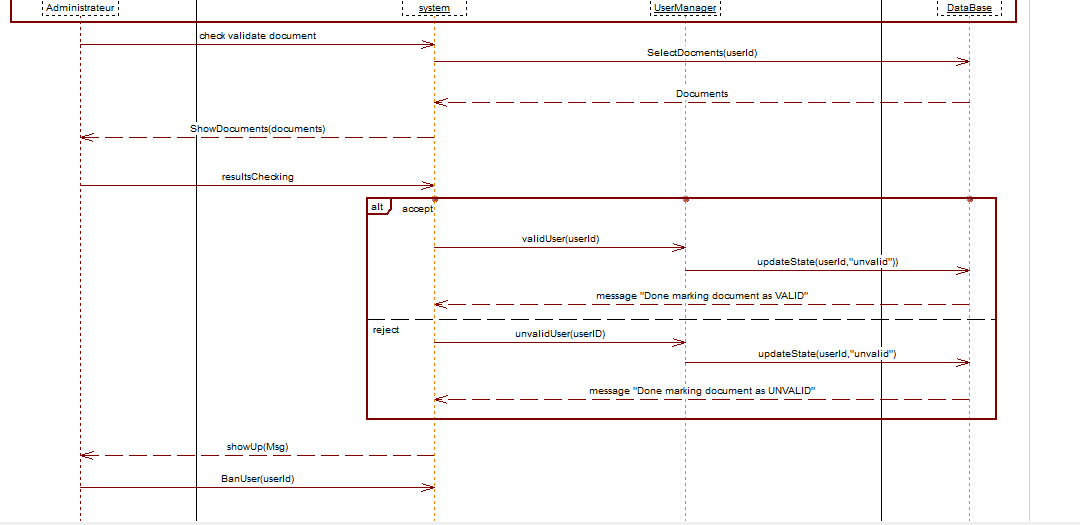 Administrateur
system
UserManager
DataBase
check validate document
SelectDocments(userId)
Documents
ShowDocuments(documents)
resultsChecking
alt
accept
validUser(userId)
updateState(userId,"unvalid"))
message "Done marking document as VALID"
reject
unvalidUser(userID)
updateState(userId,"unvalid")
message "Done marking document as UNVALID"
showUp(Msg)
BanUser(userId)